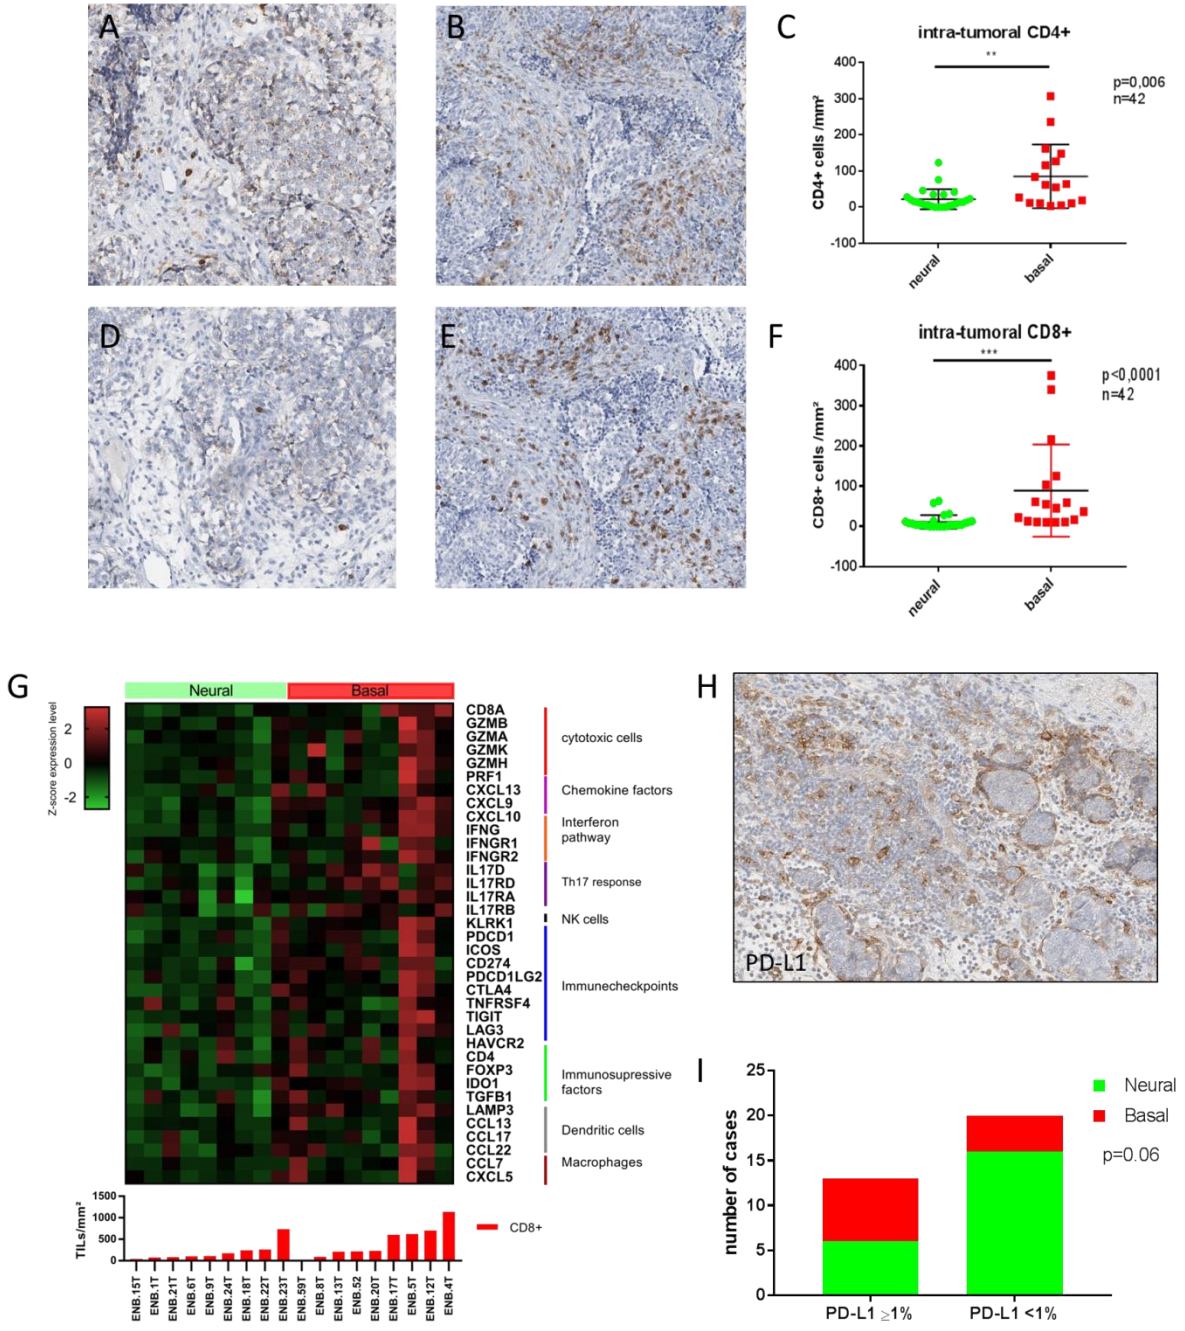 A
B
C
intra-tumoral CD4+
**
p=0,006
n=42
CD4+ cells /mm²
400
300
200
100
0
-100
neural
basal
D
E
F
intra-tumoral CD8+
***
p<0,0001
n=42
CD8+ cells /mm²
400
300
200
100
0
-100
neural
basal
G
Neural
Basal
Z-score expression level
2
0
-2
CD8A
GZMB
GZMA
GZMK
GZMH
PRF1
CXCL13
CXCL9
CXCL10
IFNG
IFNGR1
IFNGR2
IL17D
IL17RD
IL17RA
IL17RB
KLRK1
PDCD1
ICOS
CD274
PDCD1LG2
CTLA4
TNFRSF4
TIGIT
LAG3
HAVCR2
CD4
FOXP3
IDO1
TGFB1
LAMP3
CCL13
CCL17
CCL22
CCL7
CXCL5
cytotoxic cells
Chemokine factors
Interferon
pathway
Th17 response
NK cells
Immunecheckpoints
Immunosupressive
factors
Dendritic cells
Macrophages
TILs/mm²
1500
1000
500
0
CD8+
ENB.15T
ENB.1T
ENB.21T
ENB.6T
ENB.9T
ENB.24T
ENB.18T
ENB.22T
ENB.23T
ENB.59T
ENB.8T
ENB.13T
ENB.52
ENB.20T
ENB.17T
ENB.5T
ENB.12T
ENB.4T
H
PD-L1
I
number of cases
25
20
15
10
5
0
PD-L1 ≥1%
PD-L1 <1%
Neural
Basal
p=0.06